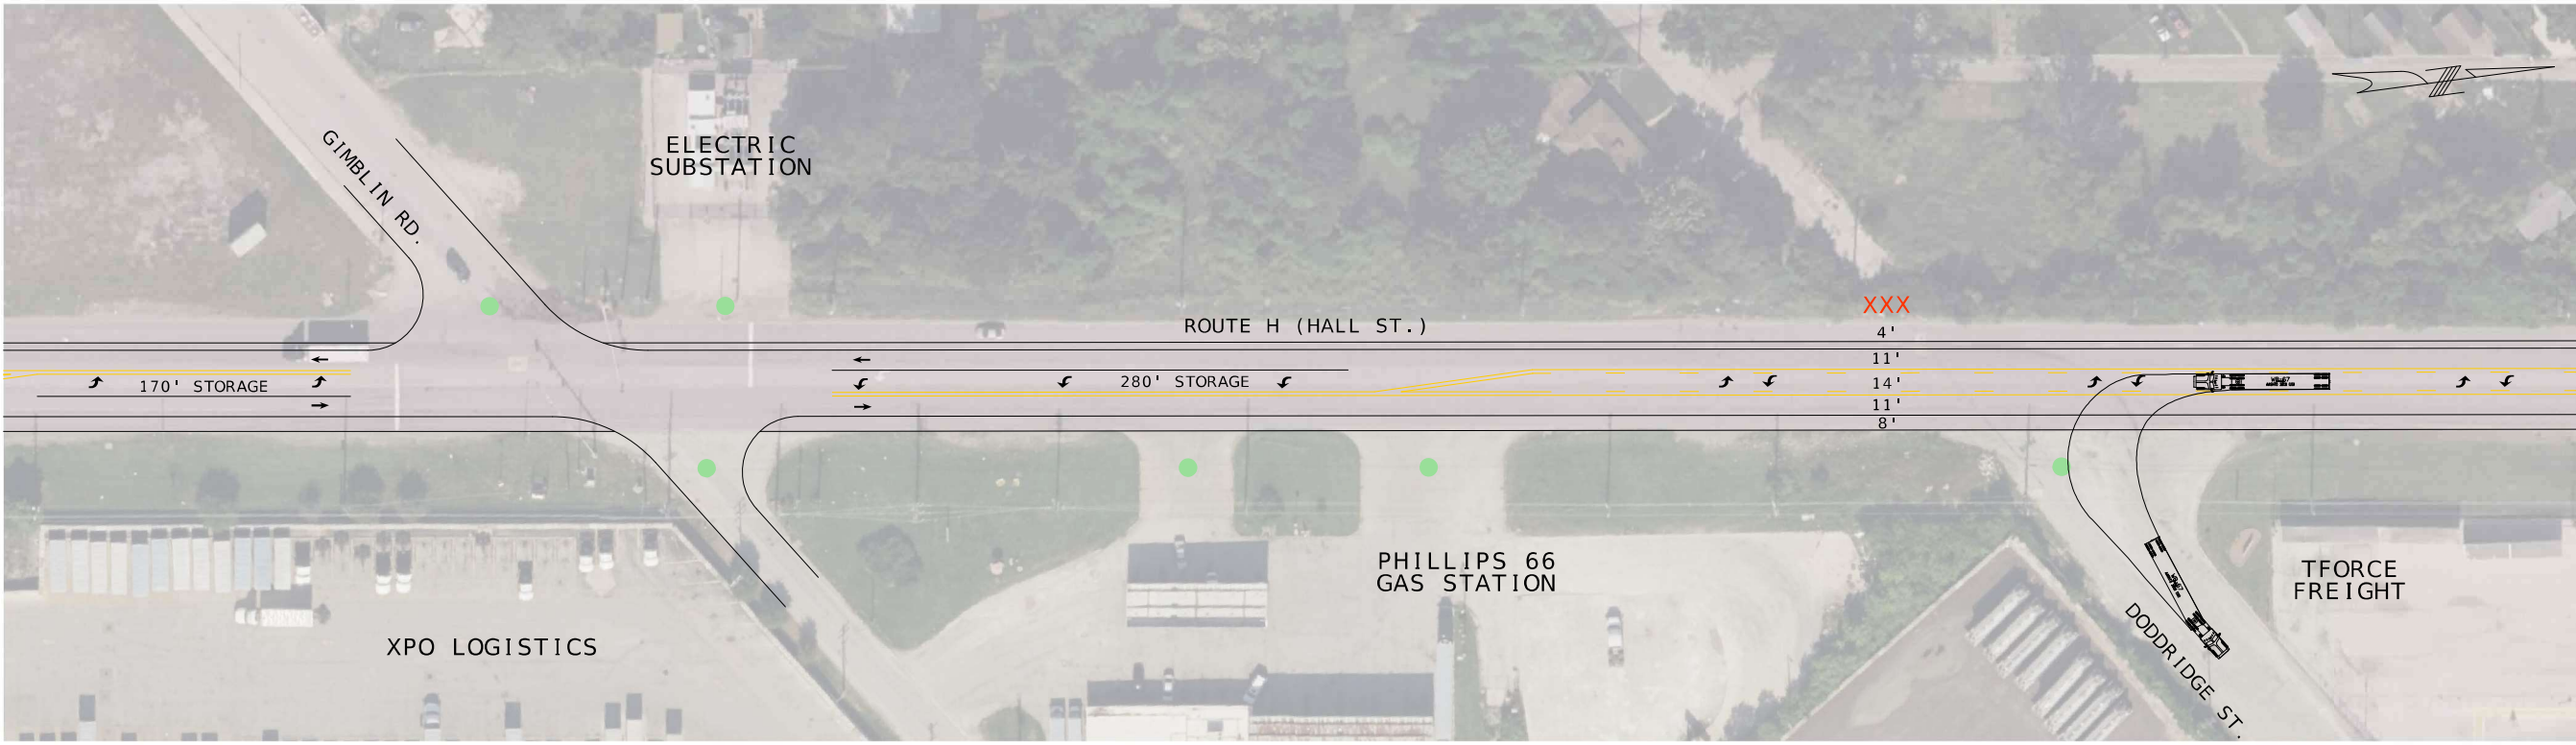 GIMBLIN RD.
ELECTRIC
SUBSTATION
XXX
ROUTE H (HALL ST.)
4'
11'
170' STORAGE
280' STORAGE
14'
11'
8'
PHILLIPS 66
GAS STATION
TFORCE
FREIGHT
XPO LOGISTICS
DODDRIDGE ST.